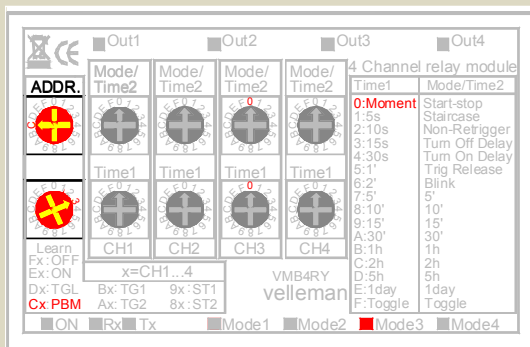 Out1 Out2 Out3 Out4
ADDR. Mode/Time2 Mode/Time2 Mode/Time2 Mode/Time2 4 Channel relay module
Time1 Mode/Time2
0:Moment Start-stop
1:5s Staircase
2:10s Non-Retrigger
3:15s Turn Off Delay
4:30s Turn On Delay
5:1' Trig Release
6:2' Blink
7:5' 5'
8:10' 10'
9:15' 15'
A:30' 30'
B:1h 1h
C:2h 2h
D:5h 5h
E:1day 1day
F:Toggle Toggle
Time1 Time1 Time1 Time1
Learn CH1 CH2 CH3 CH4
Fx:OFF
Ex:ON x=CH1...4
Dx:TGL Bx:TG1 9x:ST1
Cx:PBM Ax:TG2 8x:ST2
VMB4RY
velleman
ON Rx Tx Mode1 Mode2 Mode3 Mode4